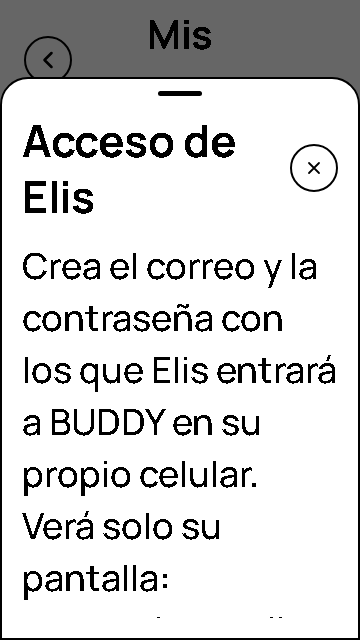 Mis
Acceso de
Elis
Crea el correo y la
contraseña con
los que Elis entrará
a BUDDY en su
propio celular.
Verá solo su
pantalla: